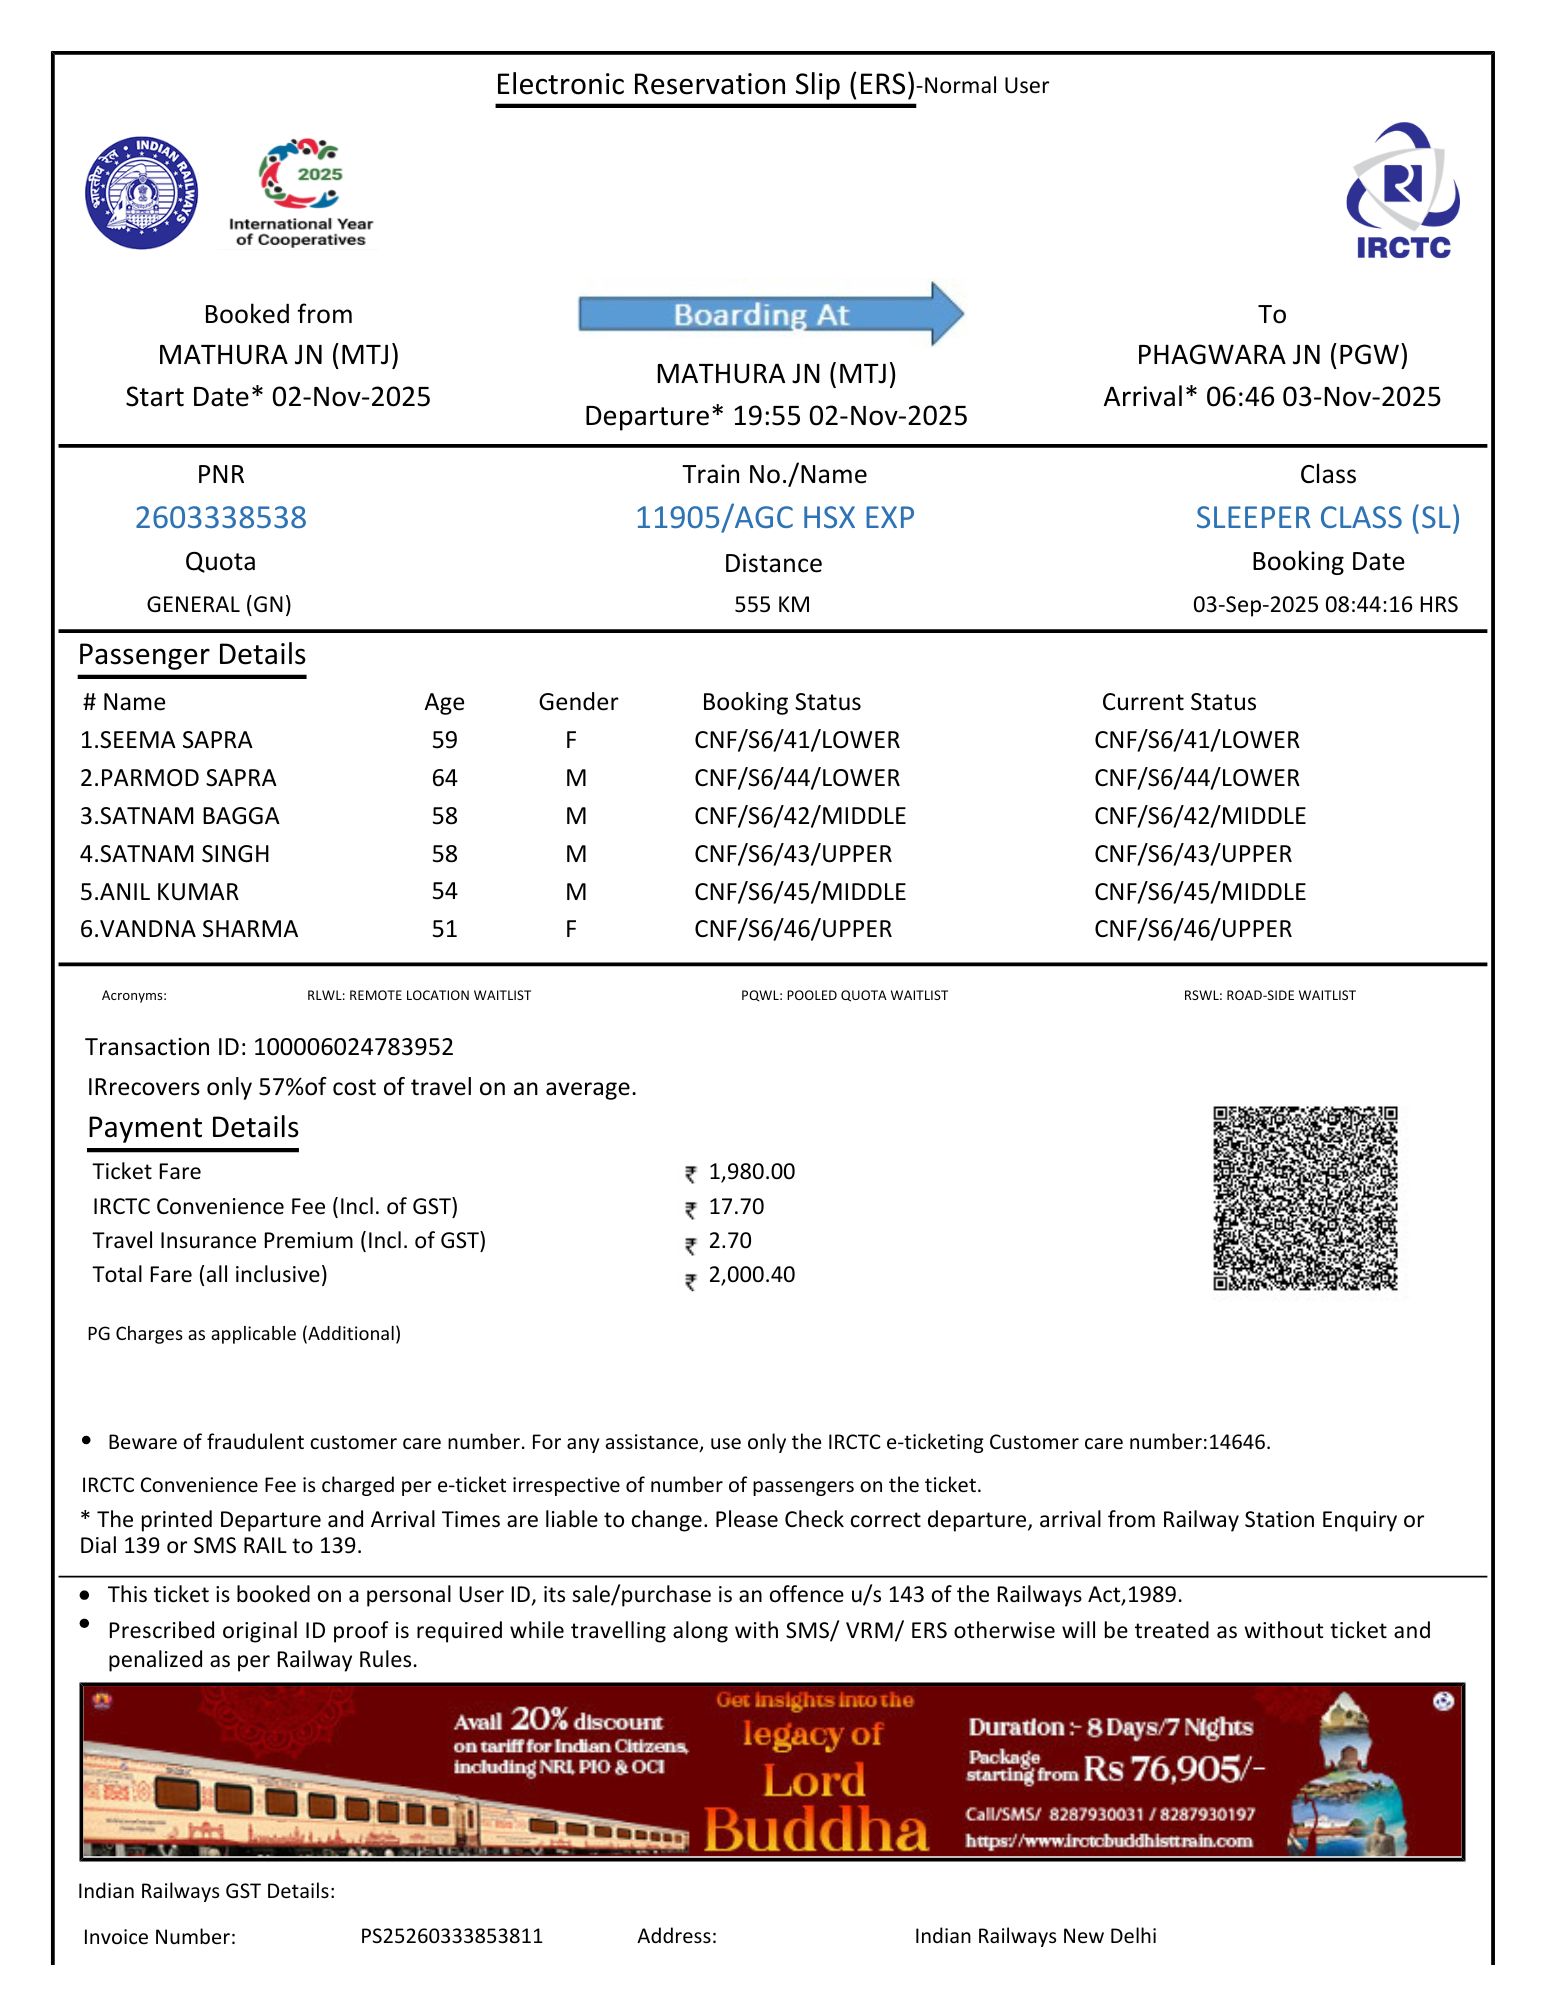 Electronic Reservation Slip (ERS)-Normal User
भारतीय रेल • INDIAN RAILWAYS
2025
International Year
of Cooperatives
IRCTC
Booked from
MATHURA JN (MTJ)
Start Date* 02-Nov-2025
Boarding At
MATHURA JN (MTJ)
Departure* 19:55 02-Nov-2025
To
PHAGWARA JN (PGW)
Arrival* 06:46 03-Nov-2025
PNR Train No./Name Class
2603338538 11905/AGC HSX EXP SLEEPER CLASS (SL)
Quota Distance Booking Date
GENERAL (GN) 555 KM 03-Sep-2025 08:44:16 HRS
Passenger Details
# Name Age Gender Booking Status Current Status
1.SEEMA SAPRA 59 F CNF/S6/41/LOWER CNF/S6/41/LOWER
2.PARMOD SAPRA 64 M CNF/S6/44/LOWER CNF/S6/44/LOWER
3.SATNAM BAGGA 58 M CNF/S6/42/MIDDLE CNF/S6/42/MIDDLE
4.SATNAM SINGH 58 M CNF/S6/43/UPPER CNF/S6/43/UPPER
5.ANIL KUMAR 54 M CNF/S6/45/MIDDLE CNF/S6/45/MIDDLE
6.VANDNA SHARMA 51 F CNF/S6/46/UPPER CNF/S6/46/UPPER
Acronyms: RLWL: REMOTE LOCATION WAITLIST PQWL: POOLED QUOTA WAITLIST RSWL: ROAD-SIDE WAITLIST
Transaction ID: 100006024783952
IRrecovers only 57%of cost of travel on an average.
Payment Details
Ticket Fare ₹ 1,980.00
IRCTC Convenience Fee (Incl. of GST) ₹ 17.70
Travel Insurance Premium (Incl. of GST) ₹ 2.70
Total Fare (all inclusive) ₹ 2,000.40
PG Charges as applicable (Additional)
• Beware of fraudulent customer care number. For any assistance, use only the IRCTC e-ticketing Customer care number:14646.
IRCTC Convenience Fee is charged per e-ticket irrespective of number of passengers on the ticket.
* The printed Departure and Arrival Times are liable to change. Please Check correct departure, arrival from Railway Station Enquiry or
Dial 139 or SMS RAIL to 139.
• This ticket is booked on a personal User ID, its sale/purchase is an offence u/s 143 of the Railways Act,1989.
• Prescribed original ID proof is required while travelling along with SMS/ VRM/ ERS otherwise will be treated as without ticket and
penalized as per Railway Rules.
Avail 20% discount
on tariff for Indian Citizens,
including NRI, PIO & OCI
Get insights into the
legacy of
Lord
Buddha
Duration :- 8 Days/7 Nights
Package
starting from Rs 76,905/-
Call/SMS/ 8287930031 / 8287930197
https://www.irctcbuddhisttrain.com
Indian Railways GST Details:
Invoice Number: PS25260333853811 Address: Indian Railways New Delhi